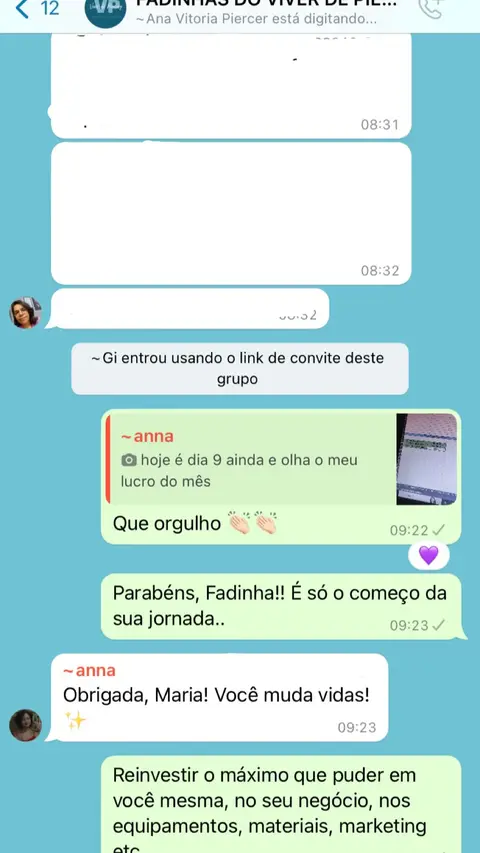 12
VP
FADINHAS DO VIVER DE PIE...
~Ana Vitoria Piercer está digitando...
08:31
08:32
~Gi entrou usando o link de convite deste
grupo
~anna
hoje é dia 9 ainda e olha o meu
lucro do mês
Que orgulho 👏🏻👏🏻
09:22
Parabéns, Fadinha!! É só o começo da
sua jornada..
09:23
~anna
Obrigada, Maria! Você muda vidas!
✨
09:23
Reinvestir o máximo que puder em
você mesma, no seu negócio, nos
equipamentos, materiais, marketing
etc